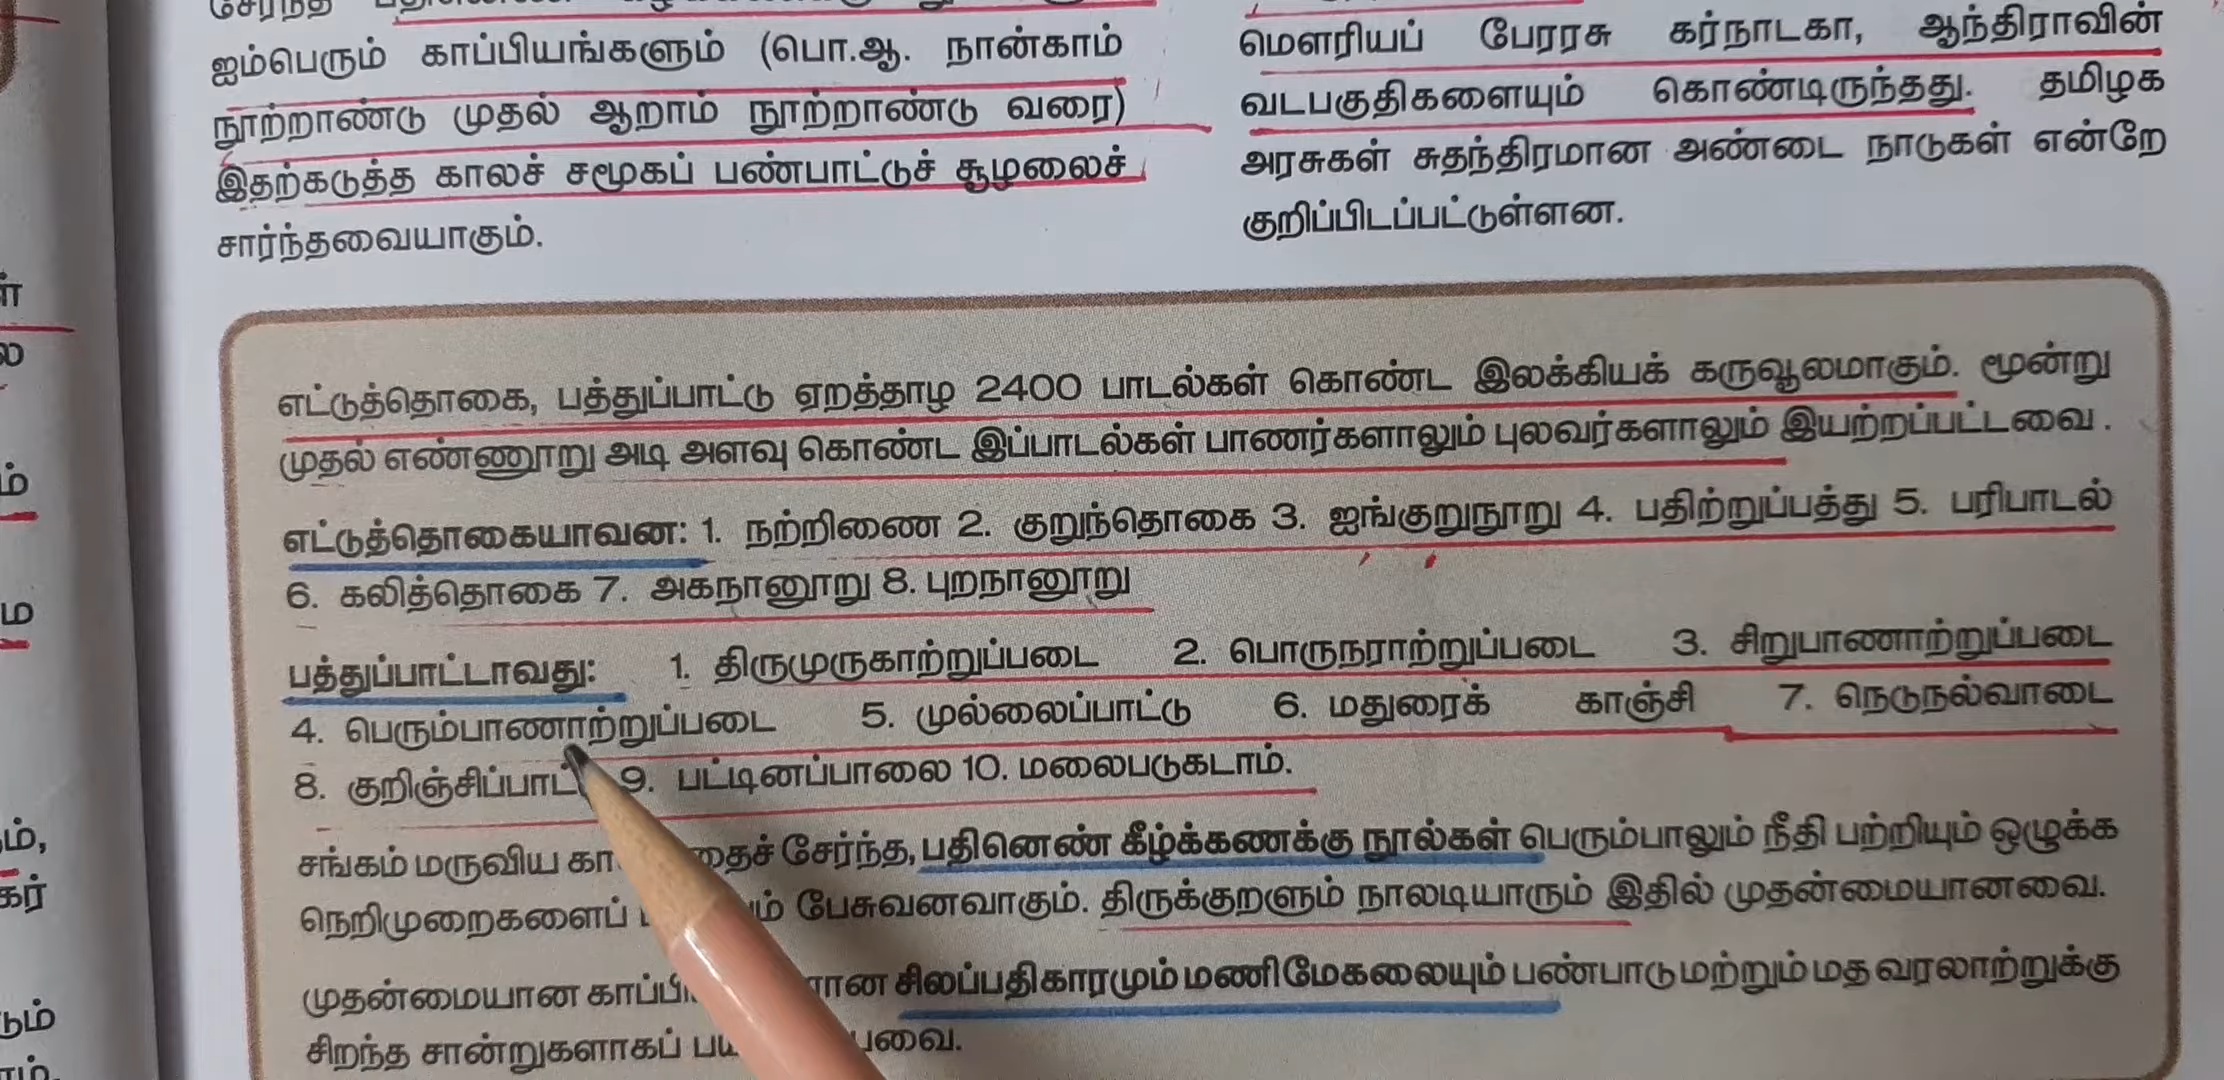 ஐம்பெரும் காப்பியங்களும் (பொ.ஆ. நான்காம்
நூற்றாண்டு முதல் ஆறாம் நூற்றாண்டு வரை)
இதற்கடுத்த காலச் சமூகப் பண்பாட்டுச் சூழலைச்
சார்ந்தவையாகும்.
மௌரியப் பேரரசு கர்நாடகா, ஆந்திராவின்
வடபகுதிகளையும் கொண்டிருந்தது. தமிழக
அரசுகள் சுதந்திரமான அண்டை நாடுகள் என்றே
குறிப்பிடப்பட்டுள்ளன.
எட்டுத்தொகை, பத்துப்பாட்டு ஏறத்தாழ 2400 பாடல்கள் கொண்ட இலக்கியக் கருவூலமாகும். மூன்று
முதல் எண்ணூறு அடி அளவு கொண்ட இப்பாடல்கள் பாணர்களாலும் புலவர்களாலும் இயற்றப்பட்டவை.
எட்டுத்தொகையாவன: 1. நற்றிணை 2. குறுந்தொகை 3. ஐங்குறுநூறு 4. பதிற்றுப்பத்து 5. பரிபாடல்
6. கலித்தொகை 7. அகநானூறு 8. புறநானூறு
பத்துப்பாட்டாவது: 1. திருமுருகாற்றுப்படை 2. பொருநராற்றுப்படை 3. சிறுபாணாற்றுப்படை
4. பெரும்பாணாற்றுப்படை 5. முல்லைப்பாட்டு 6. மதுரைக் காஞ்சி 7. நெடுநல்வாடை
8. 9. பட்டினப்பாலை 10. மலைபடுகடாம்.
சங்கம் மருவிய சேர்ந்த, பதினெண் கீழ்க்கணக்கு நூல்கள் பெரும்பாலும் நீதி பற்றியும் ஒழுக்க
நெறிமுறைகளைப் பேசுவனவாகும். திருக்குறளும் நாலடியாரும் இதில் முதன்மையானவை.
முதன்மையான சிலப்பதிகாரமும் மணிமேகலையும் பண்பாடு மற்றும் மத வரலாற்றுக்கு
சிறந்த சான்றுகளாகப்